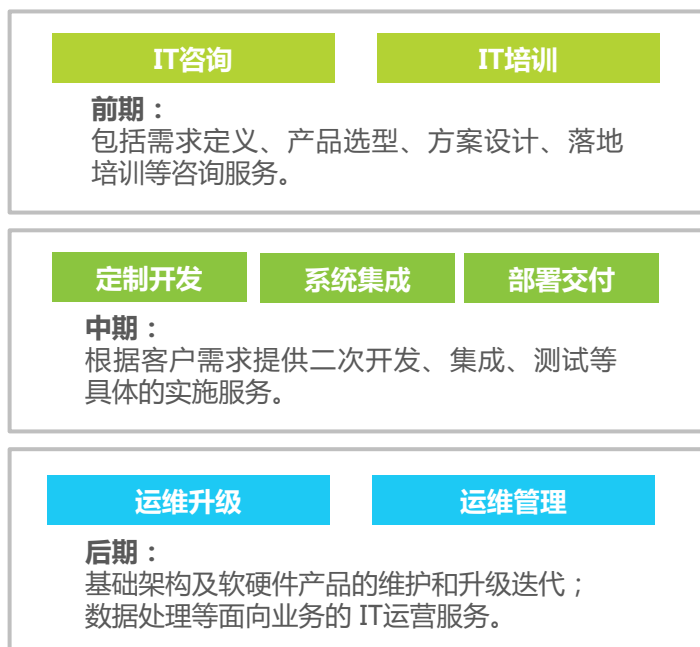 IT咨询 IT培训
前期：
包括需求定义、产品选型、方案设计、落地
培训等咨询服务。
定制开发 系统集成 部署交付
中期：
根据客户需求提供二次开发、集成、测试等
具体的实施服务。
运维升级 运维管理
后期：
基础架构及软硬件产品的维护和升级迭代；
数据处理等面向业务的 IT运营服务。